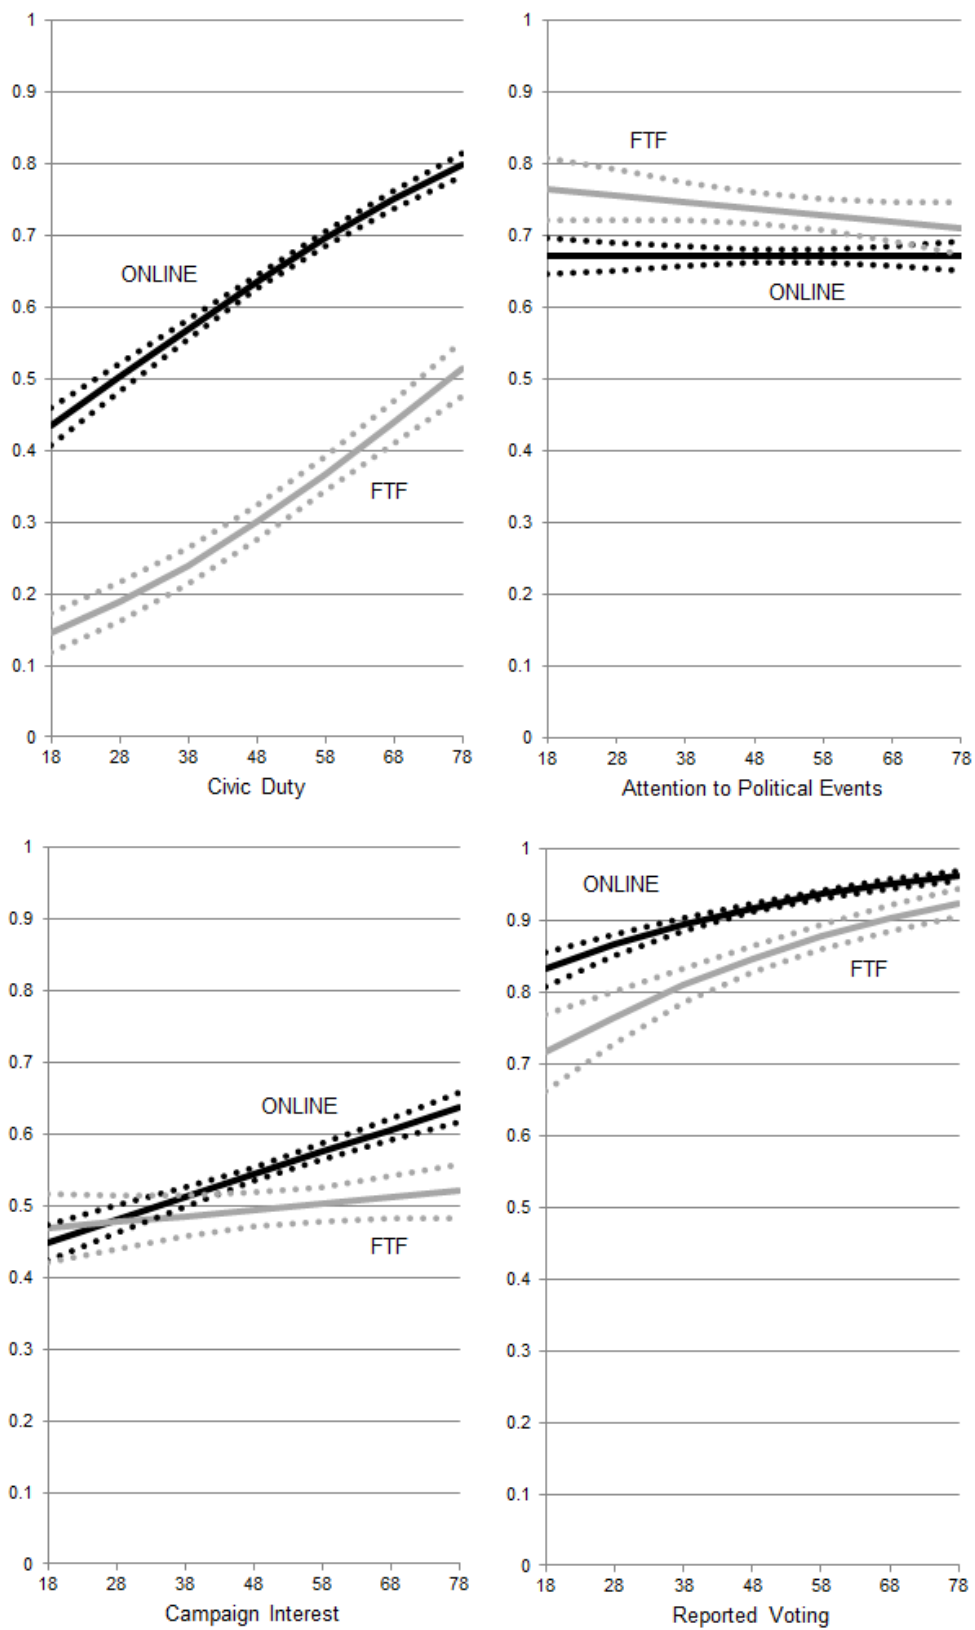 1
0.9
0.8
0.7
ONLINE
0.6
0.5
0.4
FTF
0.3
0.2
0.1
0
18 28 38 48 58 68 78
Civic Duty
1
0.9
FTF
0.8
0.7
ONLINE
0.6
0.5
0.4
0.3
0.2
0.1
0
18 28 38 48 58 68 78
Attention to Political Events
1
0.9
0.8
0.7
ONLINE
0.6
0.5
FTF
0.4
0.3
0.2
0.1
0
18 28 38 48 58 68 78
Campaign Interest
1
ONLINE
0.9
FTF
0.8
0.7
0.6
0.5
0.4
0.3
0.2
0.1
0
18 28 38 48 58 68 78
Reported Voting